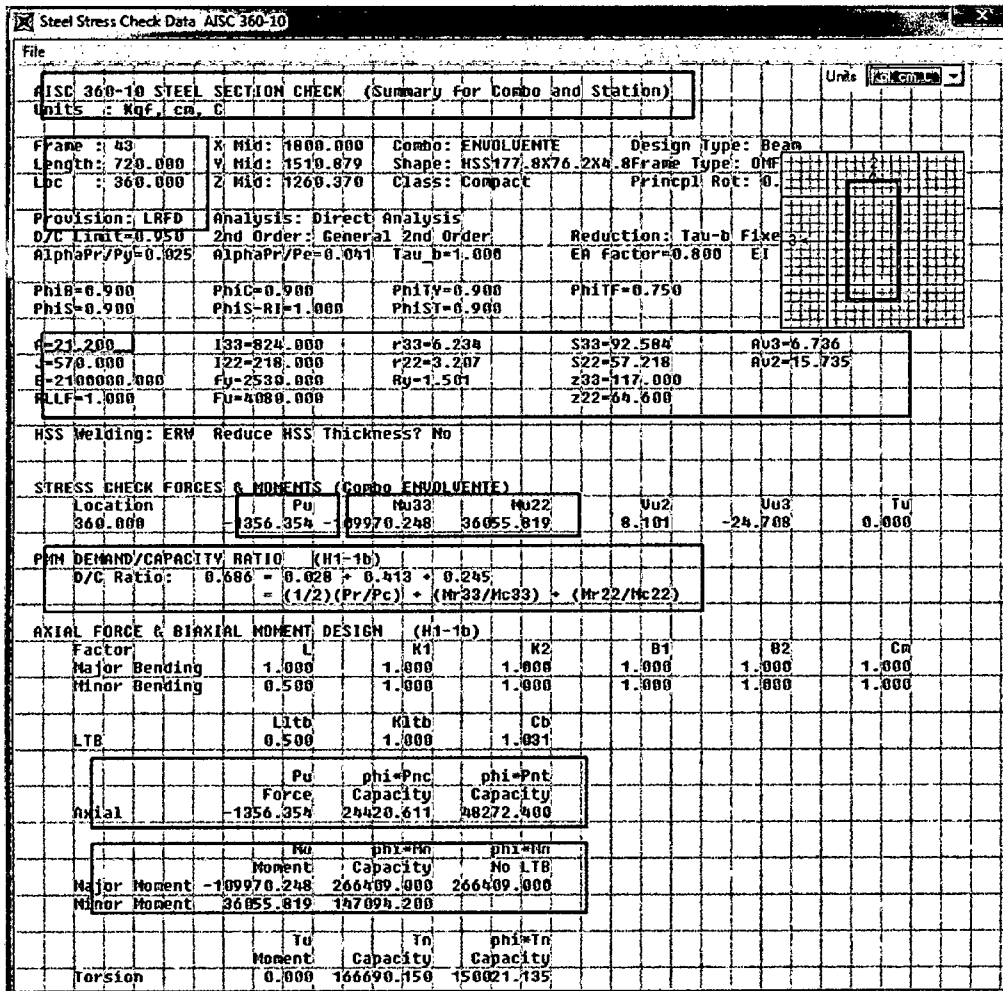 Steel Stress Check Data AISC 360-10
File
Units Kgf, cm, C
AISC 360-10 STEEL SECTION CHECK (Summary for Combo and Station)
Units : Kgf, cm, C
Frame : 43 X Mid: 1800.000 Combo: ENVOLVENTE Design Type: Beam
Length: 720.000 Y Mid: 1510.879 Shape: HSS177.8X76.2X4.8 Frame Type: OMF
Loc : 360.000 Z Mid: 1260.370 Class: Compact Princpl Rot: 0.
Provision: LRFD Analysis: Direct Analysis
D/C Limit=0.950 2nd Order: General 2nd Order Reduction: Tau-b Fixe
AlphaPr/Py=0.025 AlphaPr/Pe=0.041 Tau_b=1.000 EA factor=0.800 EI
PhiB=0.900 PhiC=0.900 PhiTY=0.900 PhiTF=0.750
PhiS=0.900 PhiS-RI=1.000 PhiST=0.900
2
3
A=21.200 I33=824.000 r33=6.234 S33=92.584 Av3=6.736
J=570.000 I22=218.000 r22=3.207 S22=57.218 Av2=15.735
E=2100000.000 Fy=2530.000 Ry=1.501 z33=117.000
RLLF=1.000 Fu=4080.000 z22=64.600
HSS Welding: ERW Reduce HSS Thickness? No
STRESS CHECK FORCES & MOMENTS (Combo ENVOLVENTE)
Location Pu Mu33 Mu22 Vu2 Vu3 Tu
360.000 -1356.354 -109970.248 36055.819 8.101 -24.708 0.000
PMM DEMAND/CAPACITY RATIO (H1-1b)
D/C Ratio: 0.686 = 0.028 + 0.413 + 0.245
= (1/2)(Pr/Pc) + (Mr33/Mc33) + (Mr22/Mc22)
AXIAL FORCE & BIAXIAL MOMENT DESIGN (H1-1b)
Factor L K1 K2 B1 B2 Cm
Major Bending 1.000 1.000 1.000 1.000 1.000 1.000
Minor Bending 0.500 1.000 1.000 1.000 1.000 1.000
Lltb Kltb Cb
LTB 0.500 1.000 1.031
Pu phi*Pnc phi*Pnt
Force Capacity Capacity
Axial -1356.354 24420.611 48272.400
Mu phi*Mn phi*Mn
Moment Capacity No LTB
Major Moment -109970.248 266409.000 266409.000
Minor Moment 36055.819 147094.200
Tu Tn phi*Tn
Moment Capacity Capacity
Torsion 0.000 166690.150 150021.135